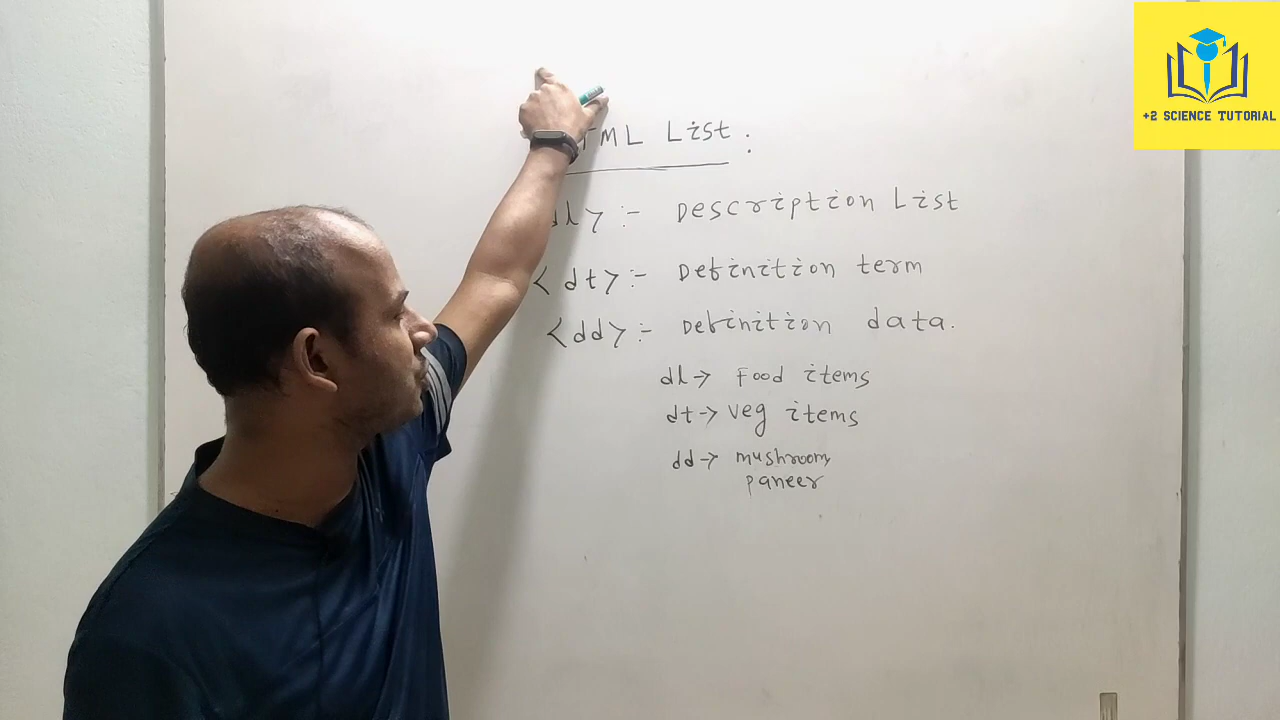 TML List :
dl> :- Description List
<dt> :- Definition term
<dd> :- Definition data.
dl → Food items
dt → veg items
dd → mushroom,
paneer
+2 SCIENCE TUTORIAL